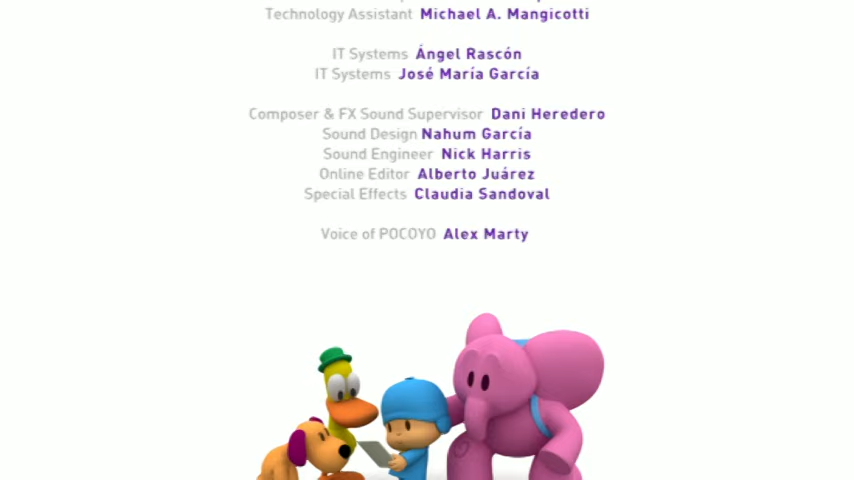 Technology Assistant Michael A. Mangicotti
IT Systems Ángel Rascón
IT Systems José María García
Composer & FX Sound Supervisor Dani Heredero
Sound Design Nahum García
Sound Engineer Nick Harris
Online Editor Alberto Juárez
Special Effects Claudia Sandoval
Voice of POCOYO Alex Marty